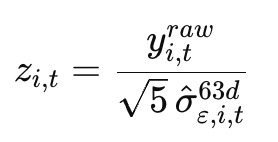 z_{i,t} = \frac{y_{i,t}^{raw}}{\sqrt{5} \, \hat{\sigma}_{\varepsilon,i,t}^{63d}}